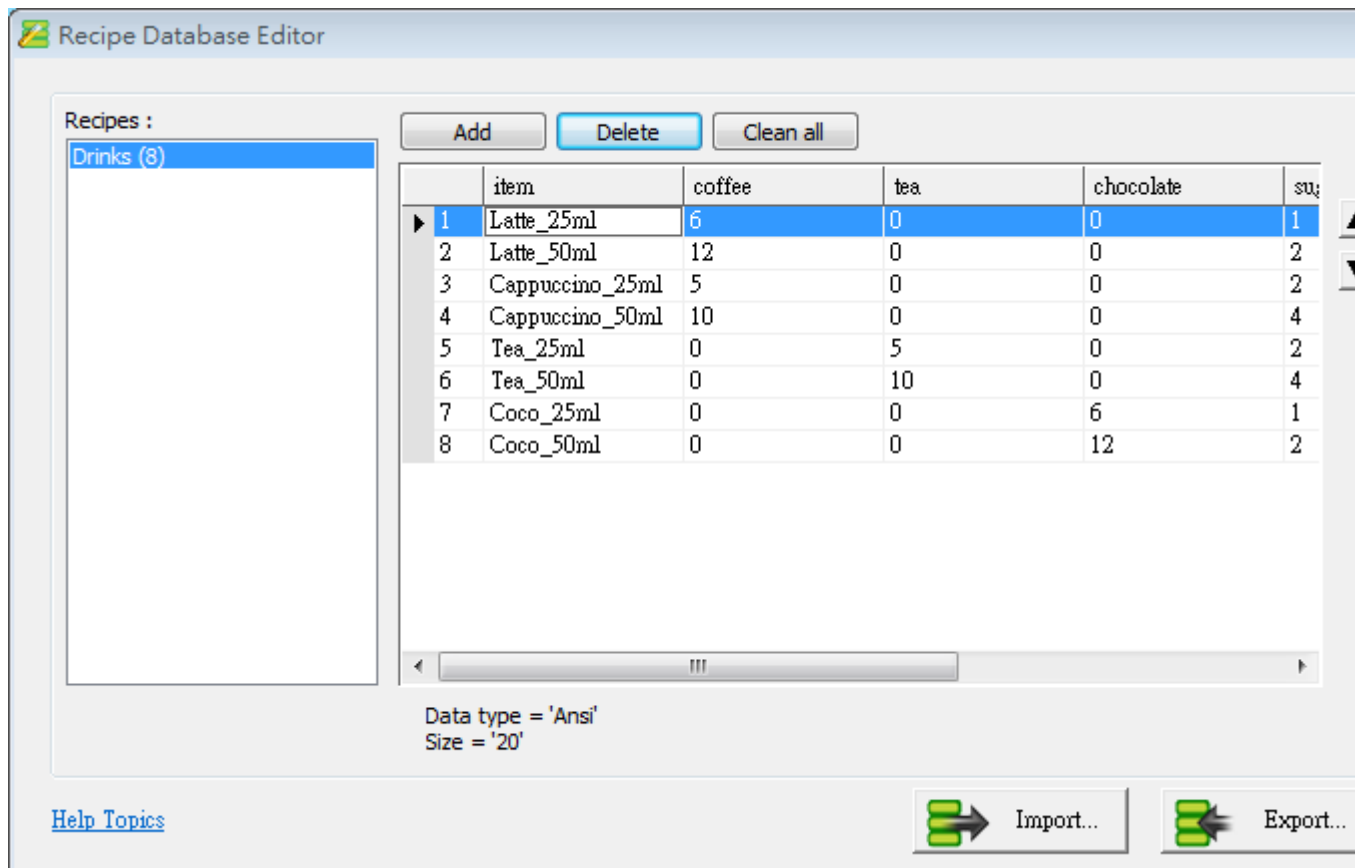 Recipe Database Editor
Recipes :
Drinks (8)
Add Delete Clean all
item coffee tea chocolate
1 Latte_25ml 6 0 0 1
2 Latte_50ml 12 0 0 2
3 Cappuccino_25ml 5 0 0 2
4 Cappuccino_50ml 10 0 0 4
5 Tea_25ml 0 5 0 2
6 Tea_50ml 0 10 0 4
7 Coco_25ml 0 0 6 1
8 Coco_50ml 0 0 12 2
Data type = 'Ansi'
Size = '20'
Help Topics Import... Export...